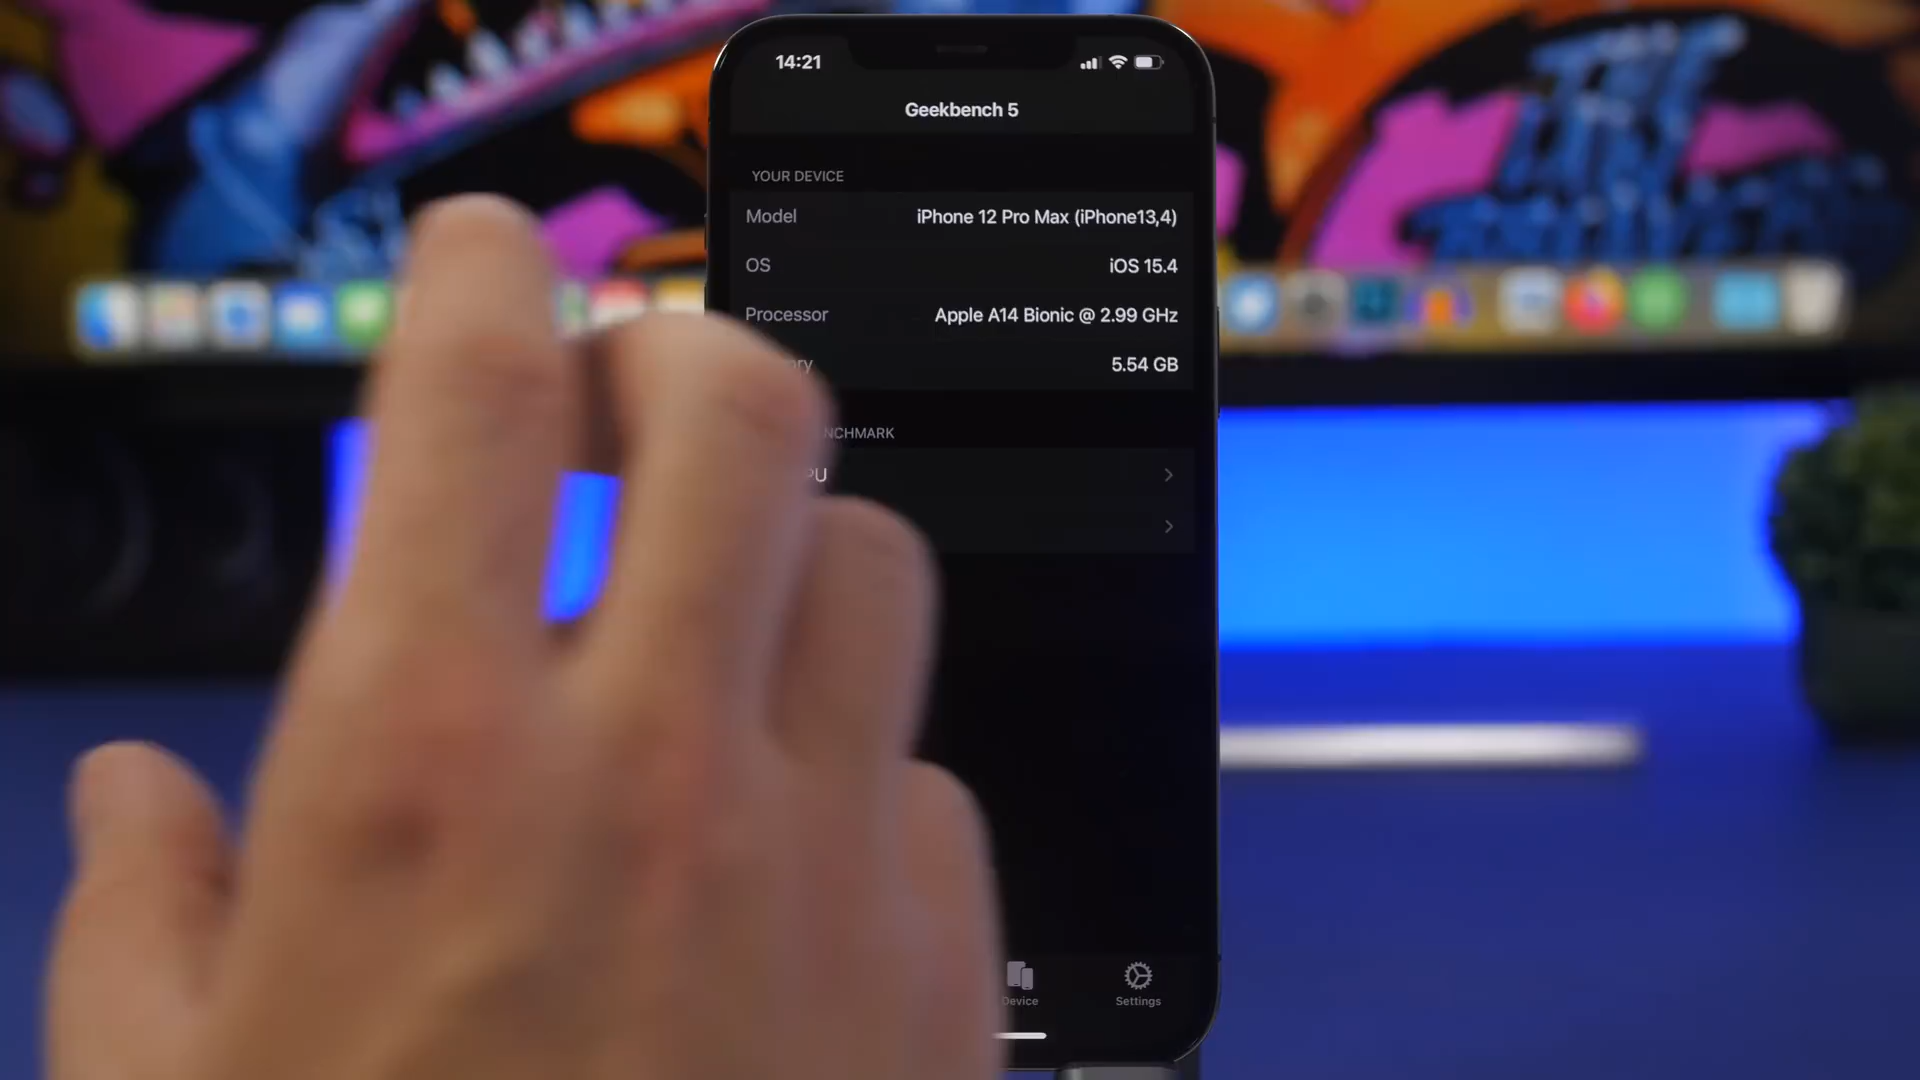 14:21
Geekbench 5
YOUR DEVICE
Model iPhone 12 Pro Max (iPhone13,4)
OS iOS 15.4
Processor Apple A14 Bionic @ 2.99 GHz
5.54 GB
Device
Settings